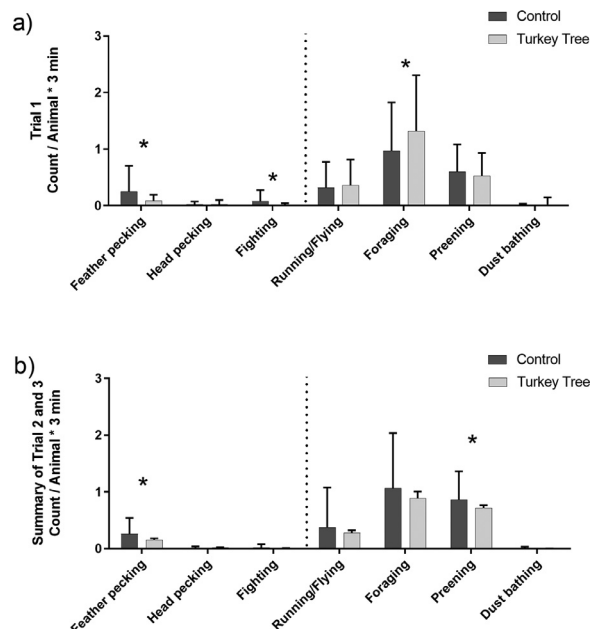 a)
Control
Turkey Tree
Trial 1
Count / Animal * 3 min
3
2
1
0
*
*
*
Feather pecking
Head pecking
Fighting
Running/Flying
Foraging
Preening
Dust bathing
b)
Control
Turkey Tree
Summary of Trial 2 and 3
Count / Animal * 3 min
3
2
1
0
*
*
Feather pecking
Head pecking
Fighting
Running/Flying
Foraging
Preening
Dust bathing